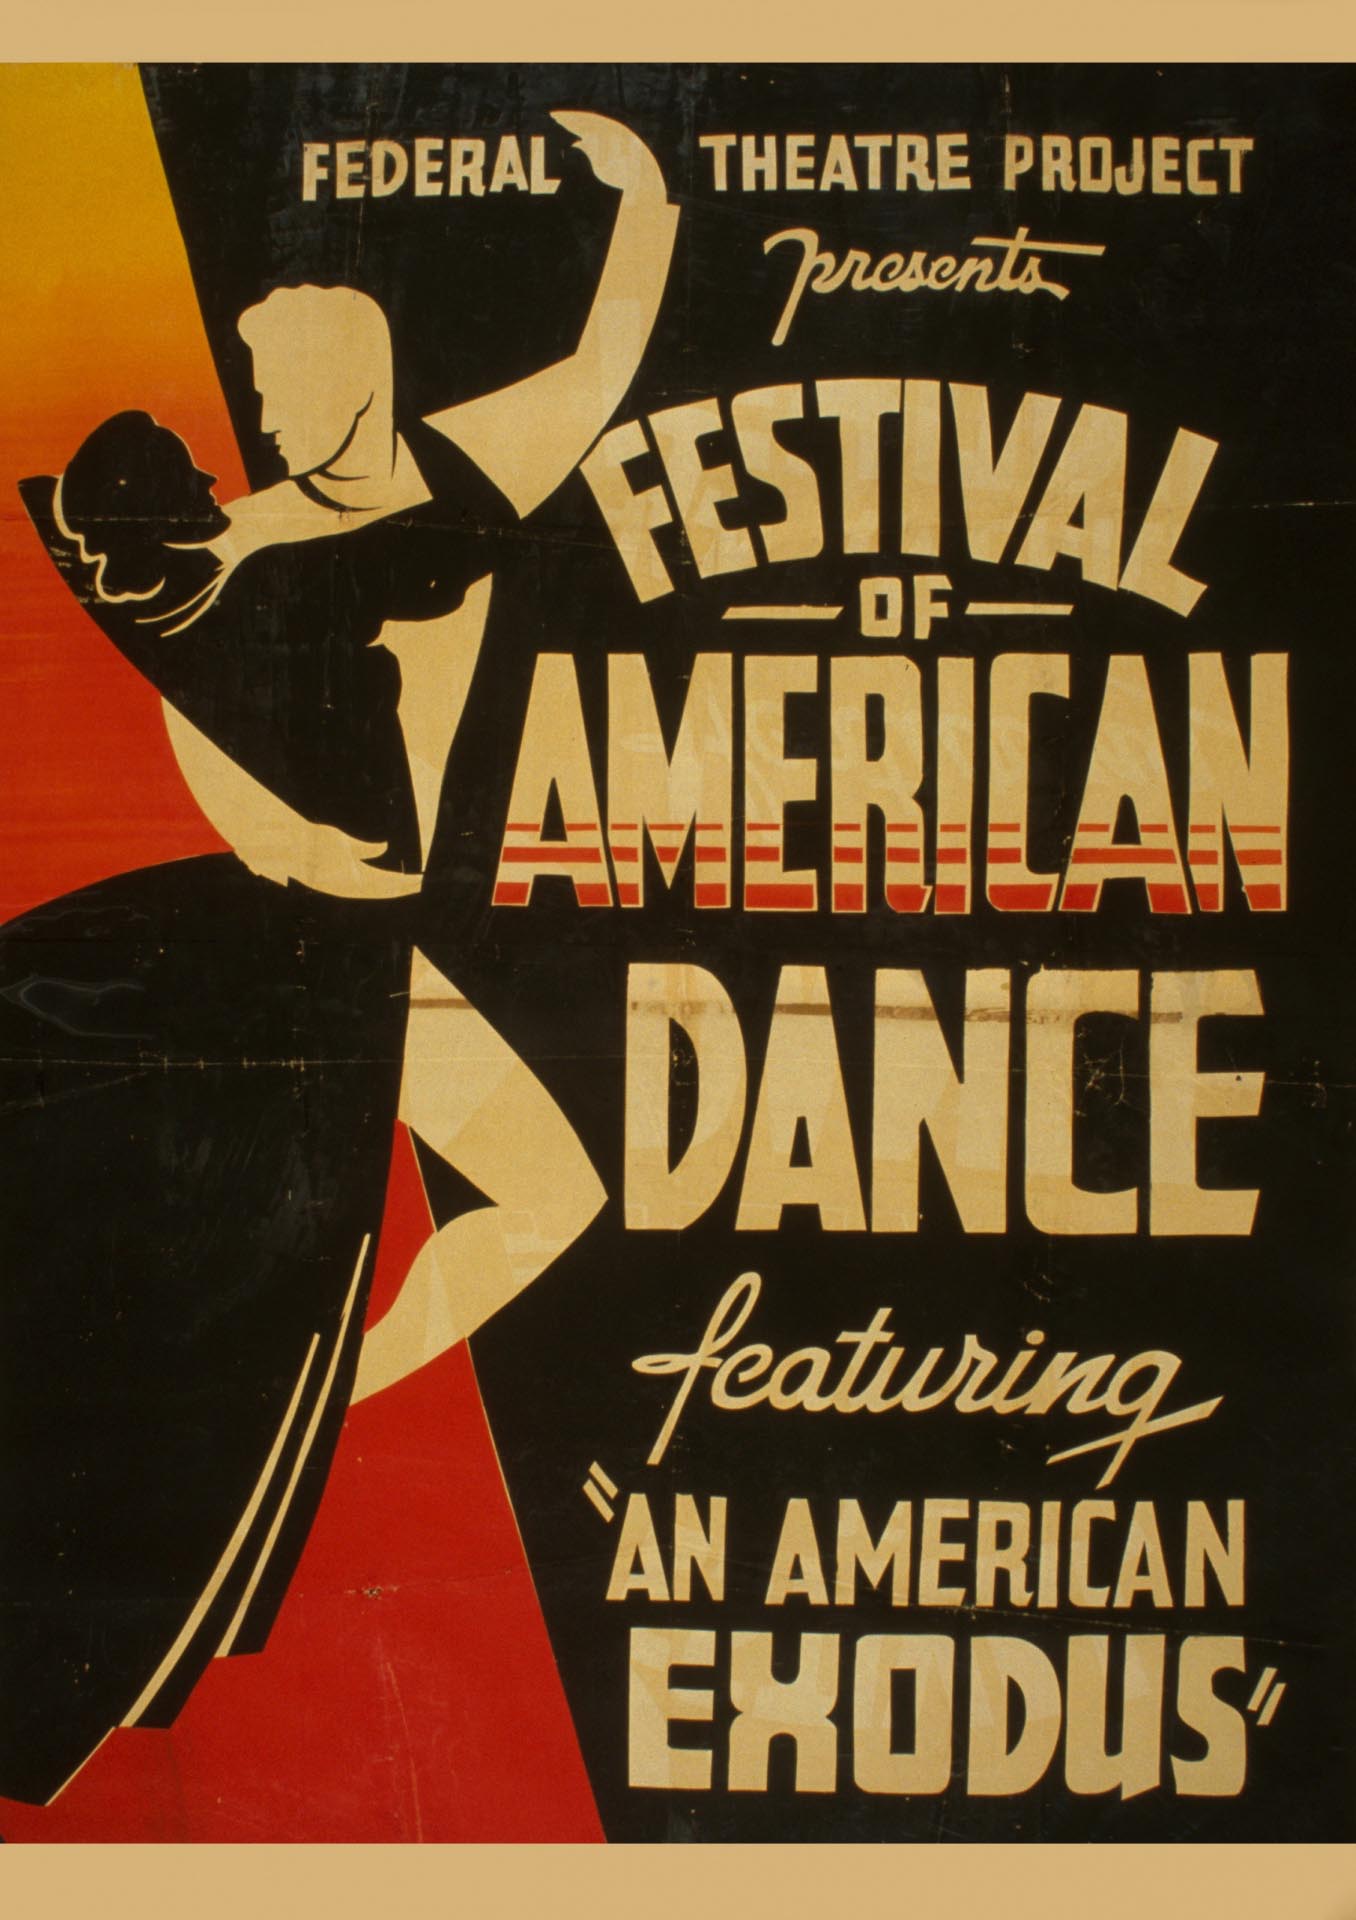 FEDERAL THEATRE PROJECT
presents
FESTIVAL
OF
AMERICAN
DANCE
featuring
"AN AMERICAN
EXODUS"